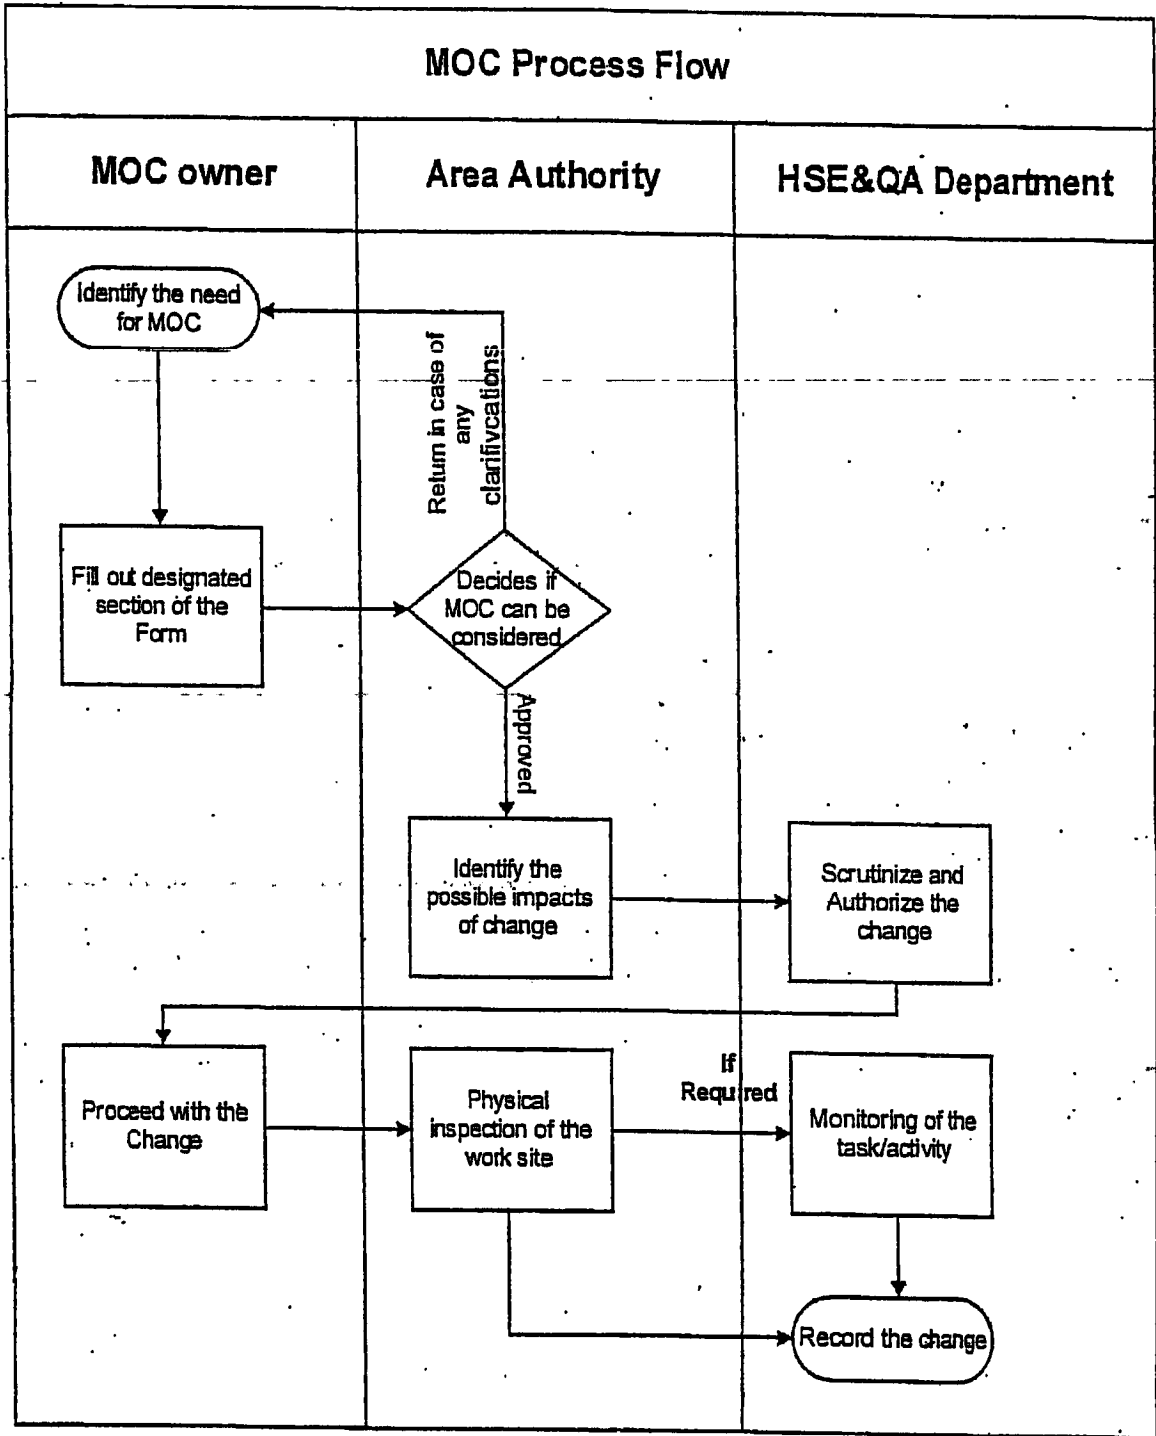 MOC Process Flow
MOC owner
Area Authority
HSE&QA Department
Identify the need
for MOC
Return in case of
any
clarifivcations
Fill out designated
section of the
Form
Decides if
MOC can be
considered
Approved
Identify the
possible impacts
of change
Scrutinize and
Authorize the
change
Proceed with the
Change
Physical
inspection of the
work site
If
Required
Monitoring of the
task/activity
Record the change